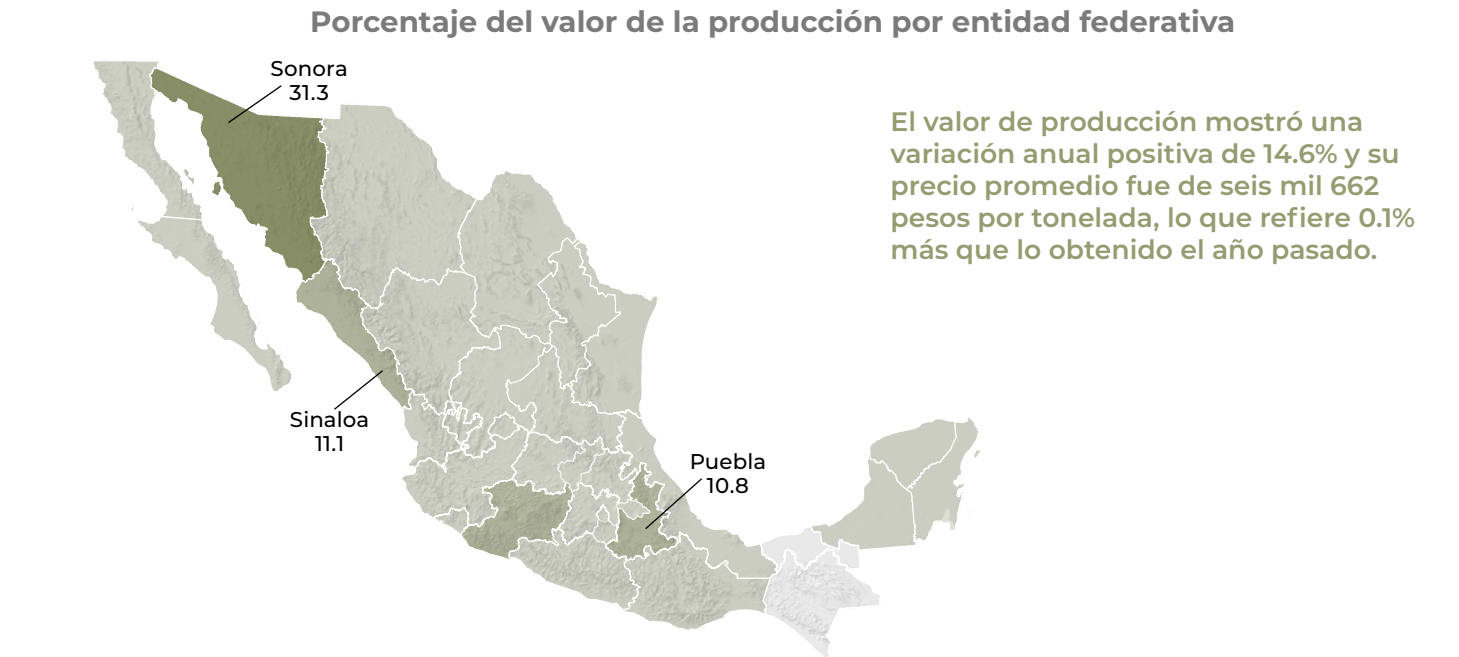 Porcentaje del valor de la producción por entidad federativa
Sonora
31.3
El valor de producción mostró una
variación anual positiva de 14.6% y su
precio promedio fue de seis mil 662
pesos por tonelada, lo que refiere 0.1%
más que lo obtenido el año pasado.
Sinaloa
11.1
Puebla
10.8